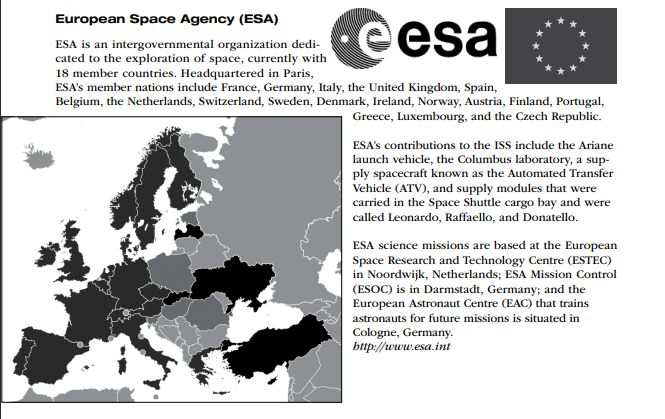 European Space Agency (ESA)
esa
ESA is an intergovernmental organization dedi-
cated to the exploration of space, currently with
18 member countries. Headquartered in Paris,
ESA's member nations include France, Germany, Italy, the United Kingdom, Spain,
Belgium, the Netherlands, Switzerland, Sweden, Denmark, Ireland, Norway, Austria, Finland, Portugal,
Greece, Luxembourg, and the Czech Republic.
ESA's contributions to the ISS include the Ariane
launch vehicle, the Columbus laboratory, a sup-
ply spacecraft known as the Automated Transfer
Vehicle (ATV), and supply modules that were
carried in the Space Shuttle cargo bay and were
called Leonardo, Raffaello, and Donatello.
ESA science missions are based at the European
Space Research and Technology Centre (ESTEC)
in Noordwijk, Netherlands; ESA Mission Control
(ESOC) is in Darmstadt, Germany; and the
European Astronaut Centre (EAC) that trains
astronauts for future missions is situated in
Cologne, Germany.
http://www.esa.int